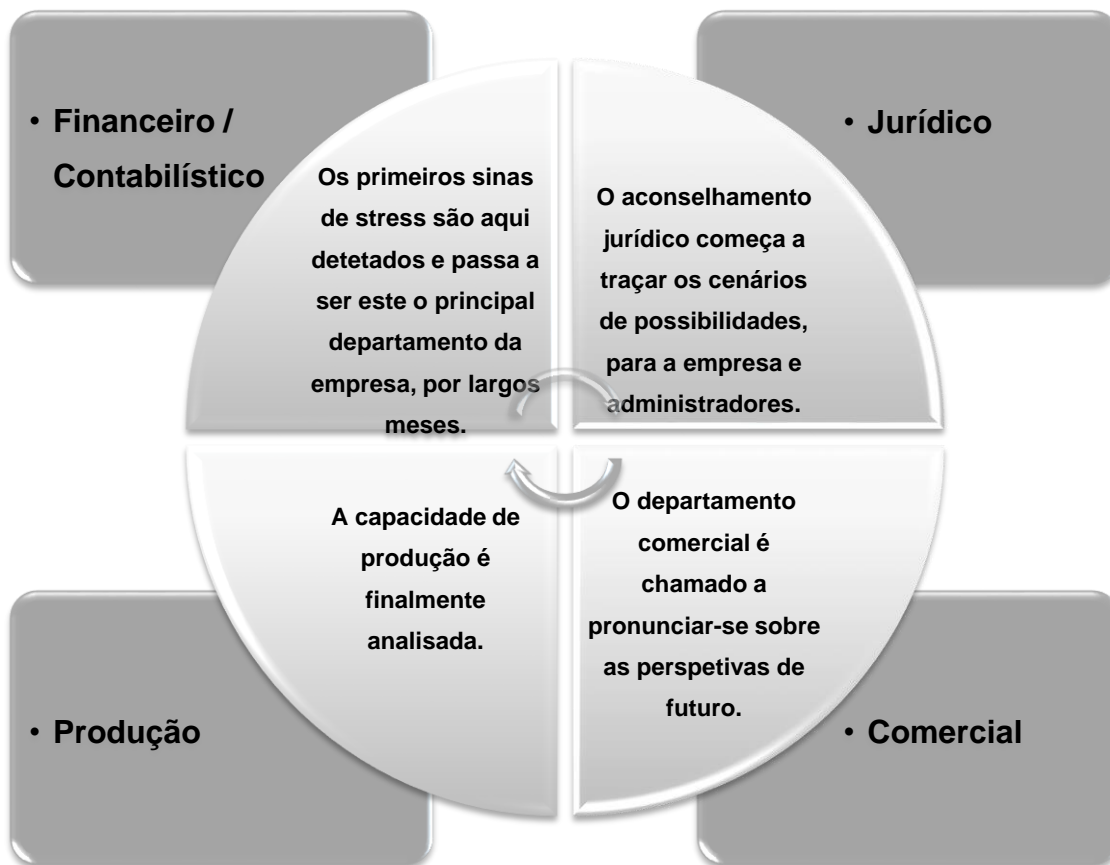 • Financeiro /
Contabilístico
Os primeiros sinas
de stress são aqui
detetados e passa a
ser este o principal
departamento da
empresa, por largos
meses.
• Jurídico
O aconselhamento
jurídico começa a
traçar os cenários
de possibilidades,
para a empresa e
administradores.
A capacidade de
produção é
finalmente
analisada.
• Produção
O departamento
comercial é
chamado a
pronunciar-se sobre
as perspetivas de
futuro.
• Comercial